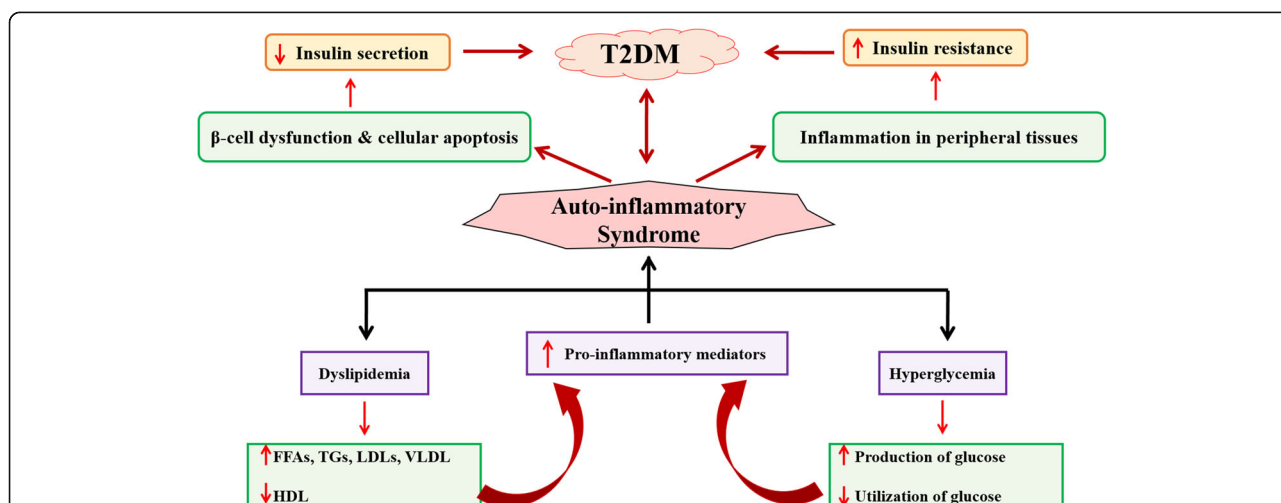 ↓ Insulin secretion
T2DM
↑ Insulin resistance
β-cell dysfunction & cellular apoptosis
Inflammation in peripheral tissues
Auto-inflammatory
Syndrome
Dyslipidemia
↑ Pro-inflammatory mediators
Hyperglycemia
↑FFAs, TGs, LDLs, VLDL
↓HDL
↑ Production of glucose
↓ Utilization of glucose